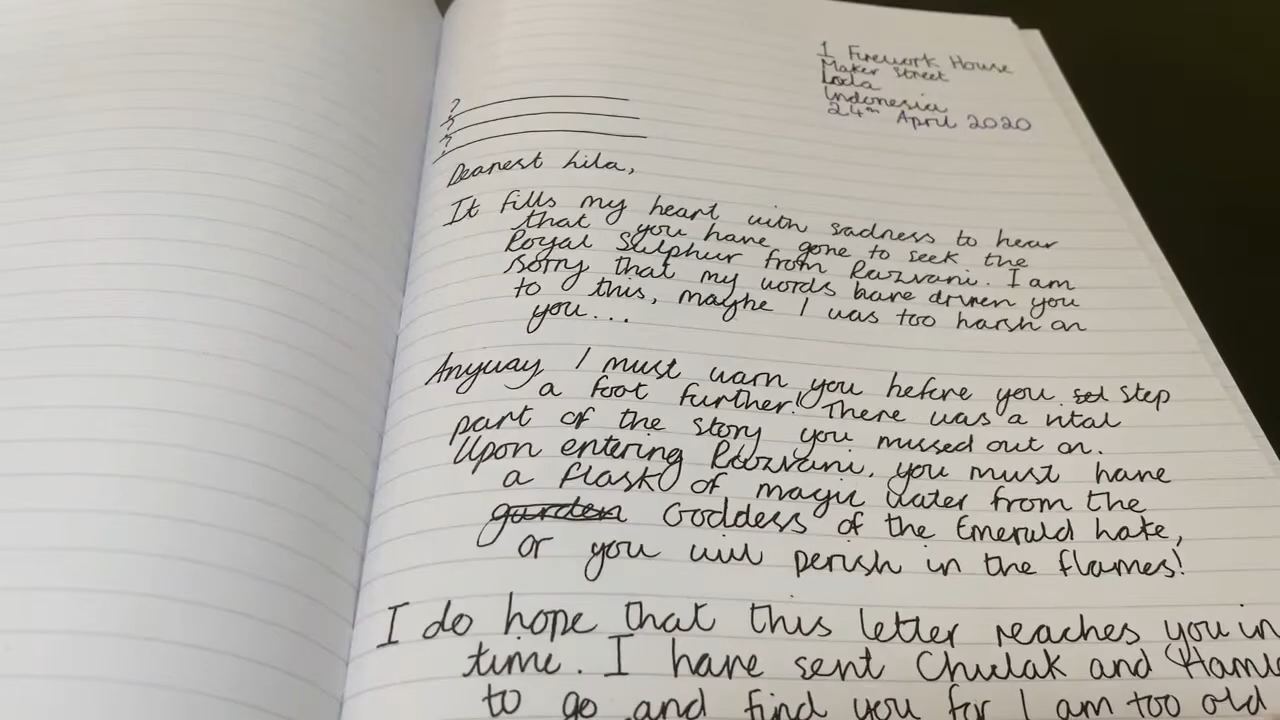 1 Firework House
Maker Street
Loda
Indonesia
24th April 2020
?
?
?
Dearest Lila,
It fills my heart with sadness to hear
that you have gone to seek the
Royal Sulphur from Razvani. I am
sorry that my words have driven you
to this, maybe I was too harsh on
you...
Anyway I must warn you before you set step
a foot further! There was a vital
part of the story you missed out on.
Upon entering Razvani, you must have
a flask of magic water from the
garden Goddess of the Emerald Lake,
or you will perish in the flames!
I do hope that this letter reaches you in
time. I have sent Chulak and
to go and find you for I am too old